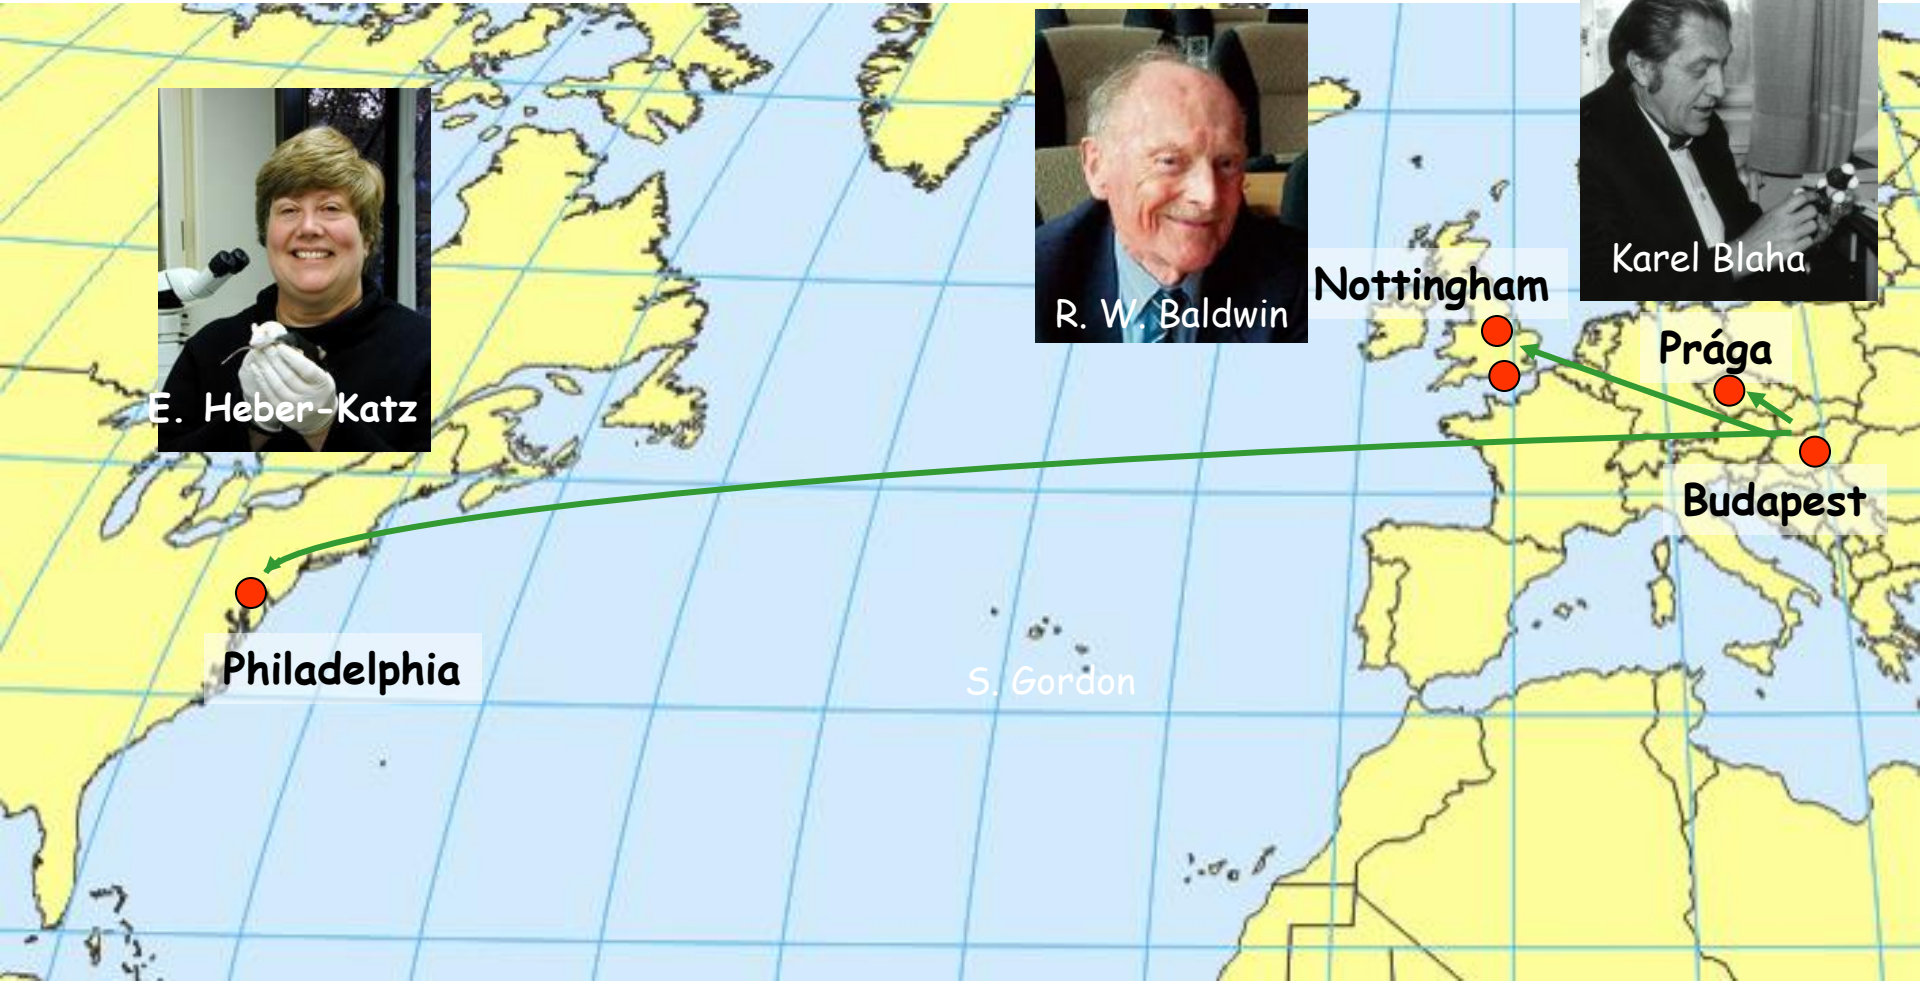 Karel Blaha
R. W. Baldwin
Nottingham
Prága
E. Heber-Katz
Budapest
Philadelphia
S. Gordon